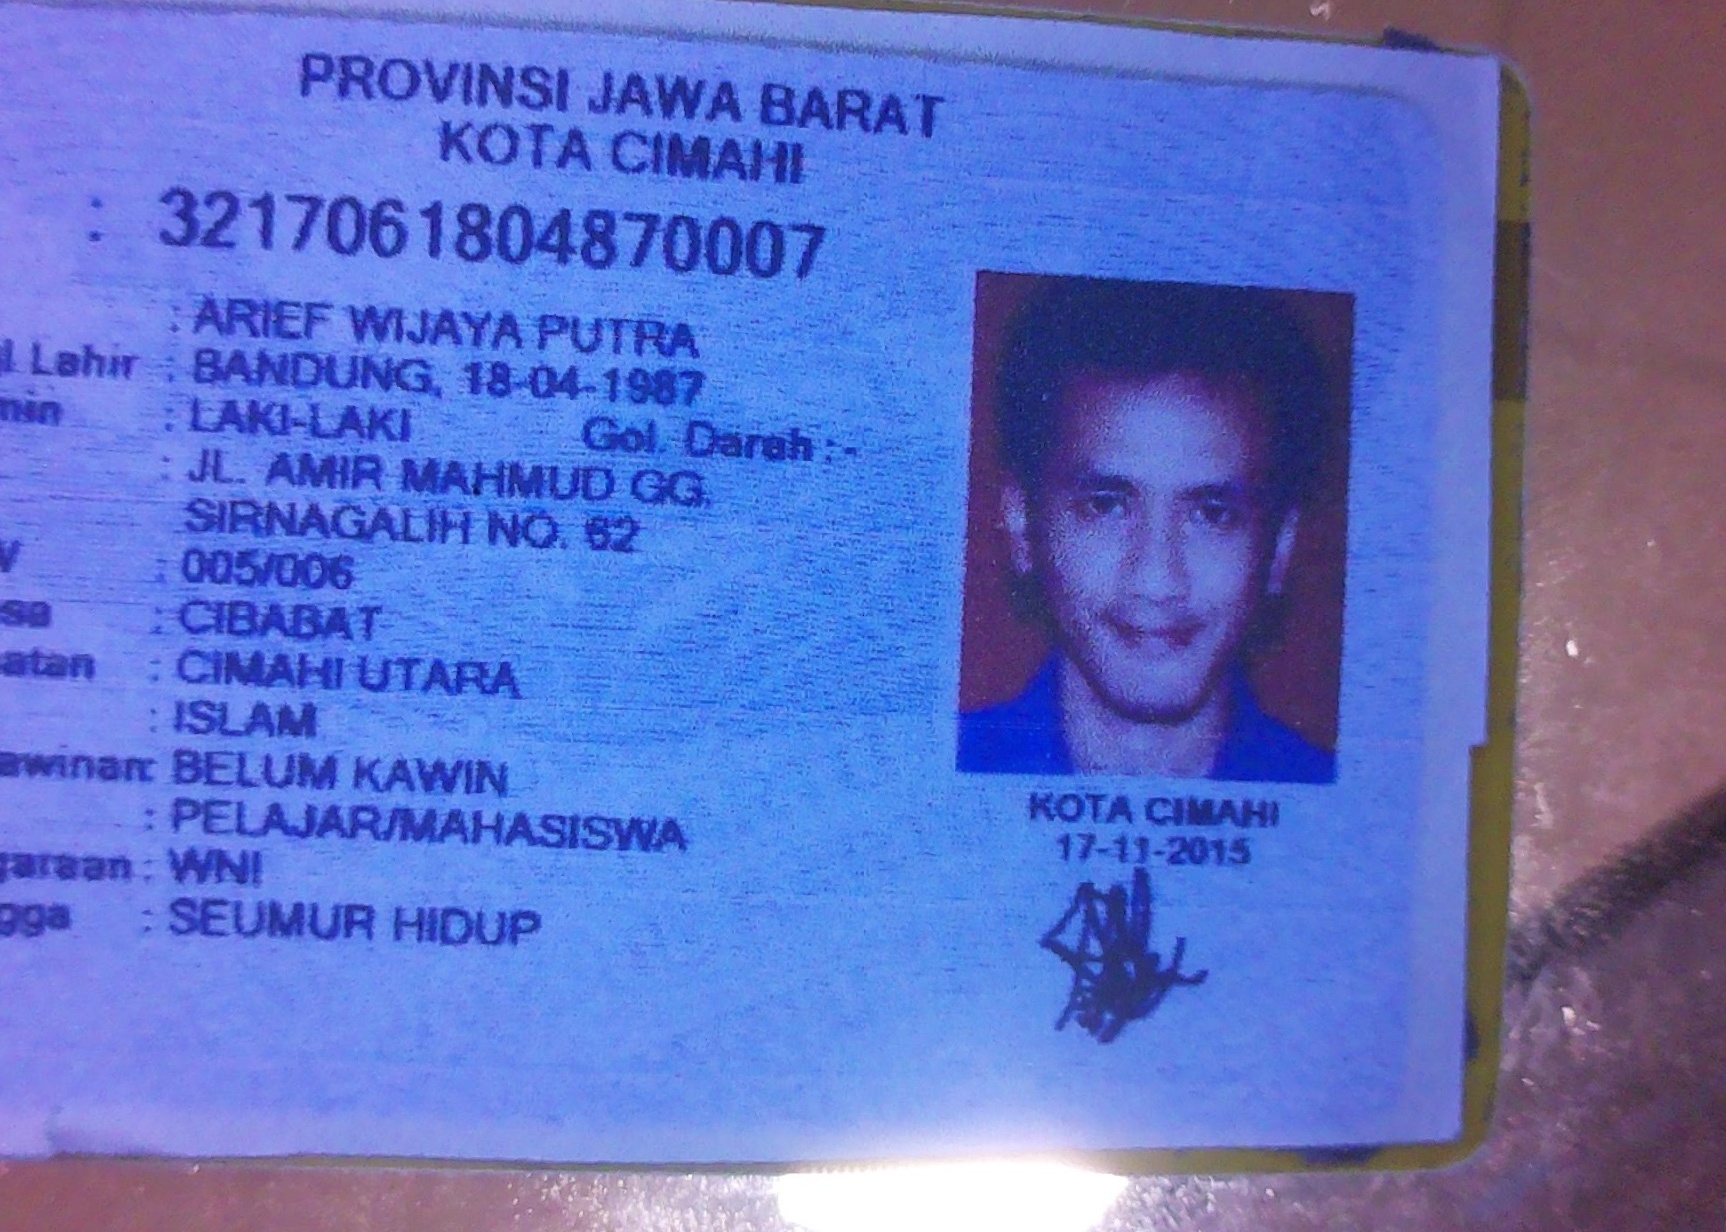 PROVINSI JAWA BARAT
KOTA CIMAHI
: 3217061804870007
: ARIEF WIJAYA PUTRA
l Lahir : BANDUNG, 18-04-1987
min : LAKI-LAKI Gol. Darah : -
: JL. AMIR MAHMUD GG.
SIRNAGALIH NO. 62
W : 005/006
sa : CIBABAT
atan : CIMAHI UTARA
: ISLAM
awinan: BELUM KAWIN
: PELAJAR/MAHASISWA
garaan : WNI
gga : SEUMUR HIDUP
KOTA CIMAHI
17-11-2015